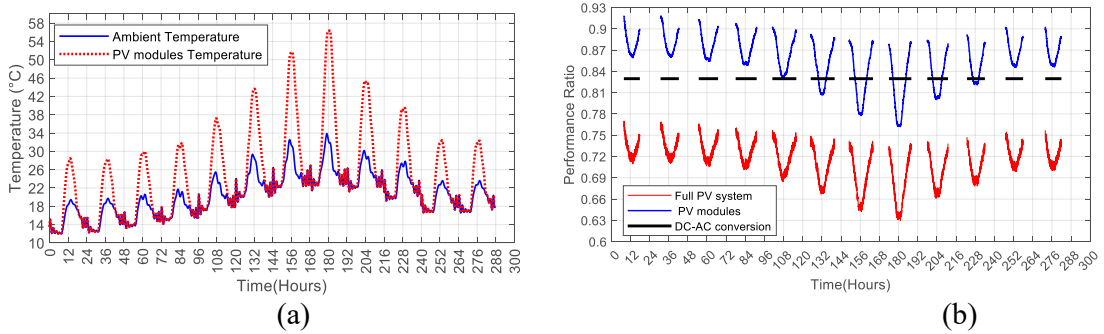 58
54
50
46
42
38
34
30
26
22
18
14
10
Temperature (°C)
Ambient Temperature
PV modules Temperature
0 12 24 36 48 60 72 84 96 108 120 132 144 156 168 180 192 204 216 228 240 252 264 276 288 300
Time(Hours)
(a)
0.93
0.9
0.87
0.84
0.81
0.78
0.75
0.72
0.69
0.66
0.63
0.6
Performance Ratio
Full PV system
PV modules
DC-AC conversion
0 12 24 36 48 60 72 84 96 108 120 132 144 156 168 180 192 204 216 228 240 252 264 276 288 300
Time(Hours)
(b)